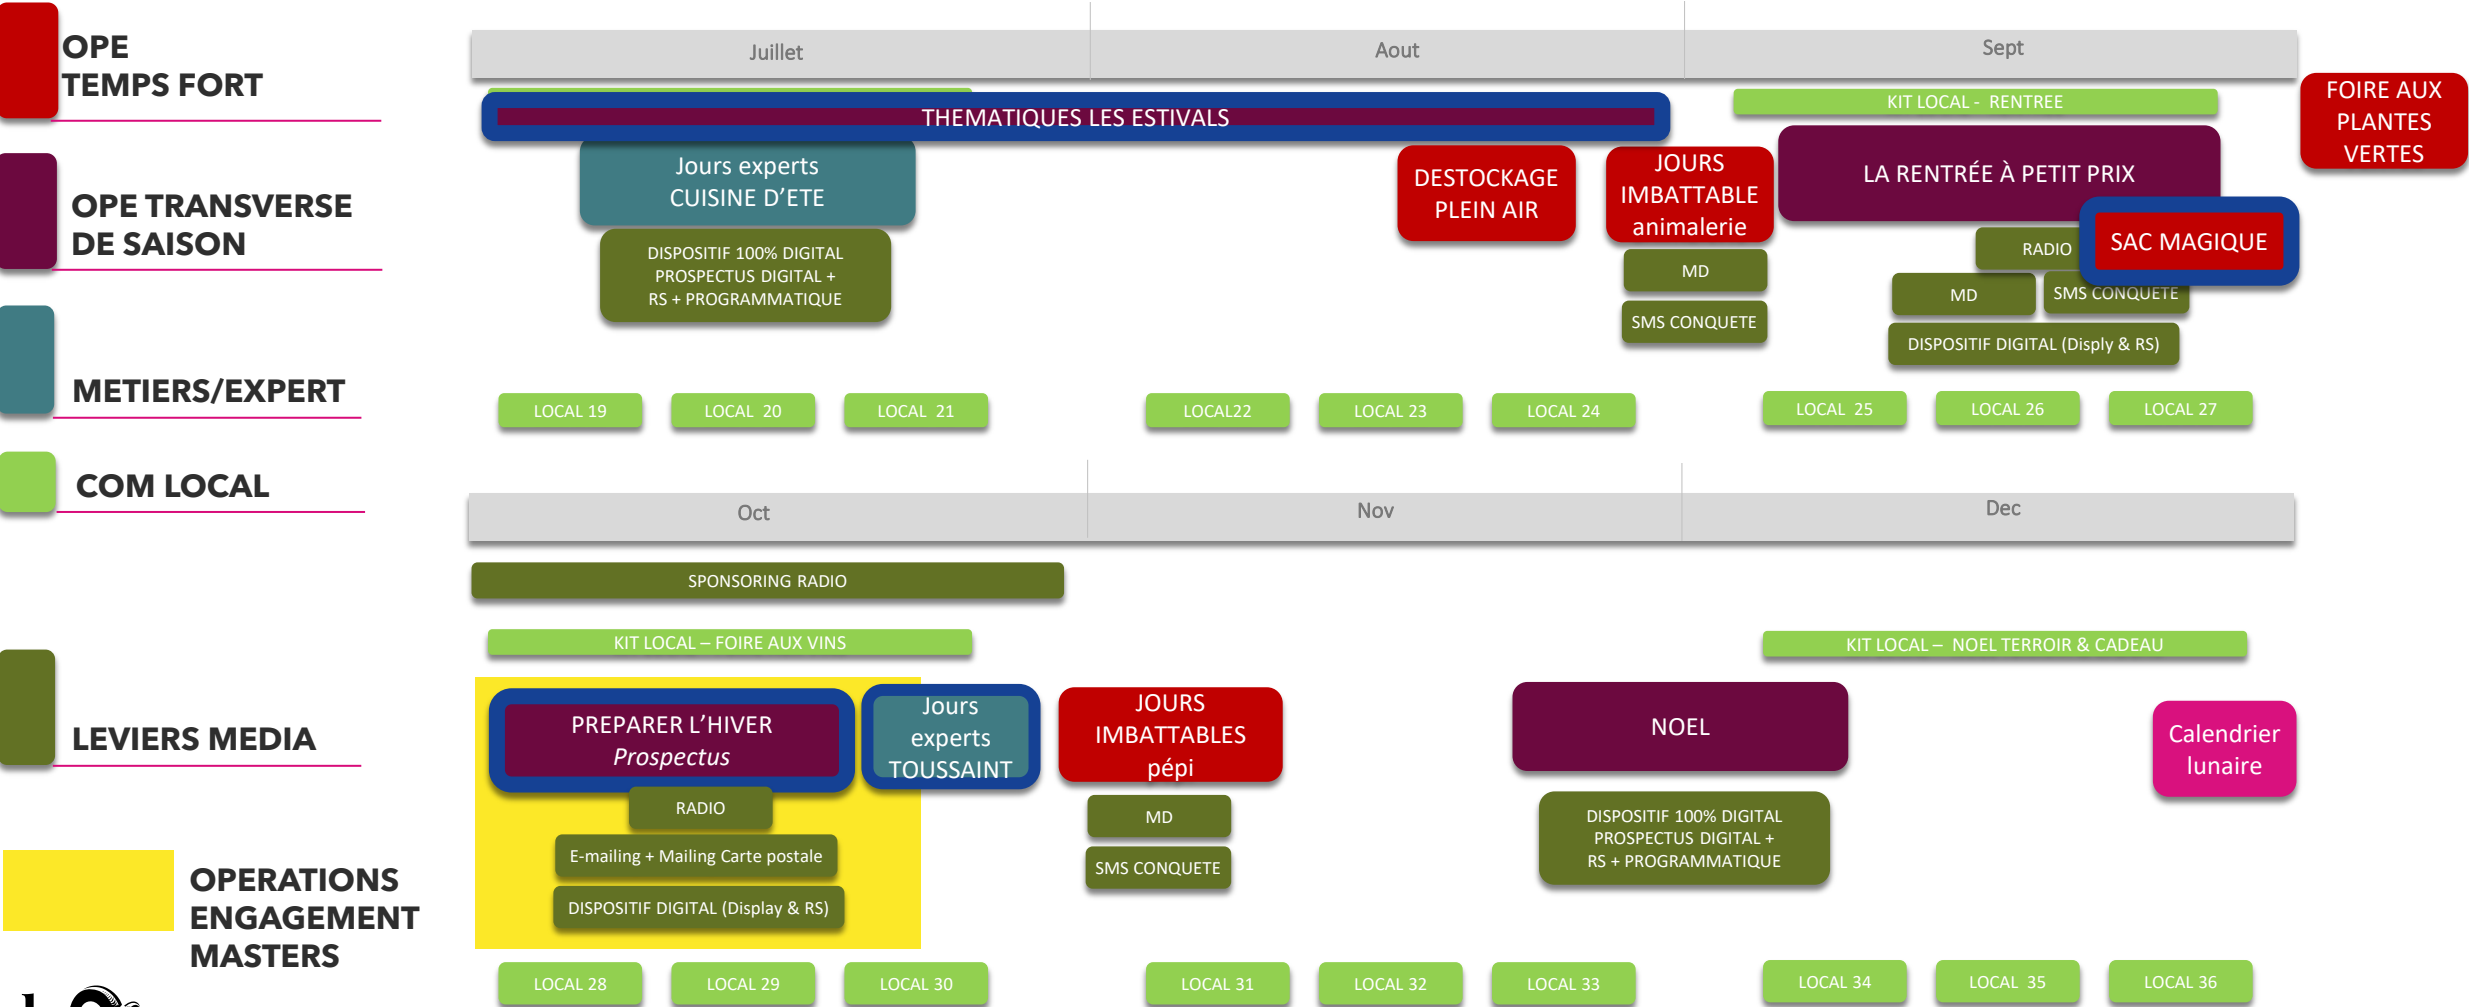 OPE
TEMPS FORT
OPE TRANSVERSE
DE SAISON
METIERS/EXPERT
COM LOCAL
LEVIERS MEDIA
OPERATIONS
ENGAGEMENT
MASTERS
Juillet
Aout
Sept
THEMATIQUES LES ESTIVALS
KIT LOCAL - RENTREE
FOIRE AUX
PLANTES
VERTES
Jours experts
CUISINE D'ETE
DESTOCKAGE
PLEIN AIR
JOURS
IMBATTABLE
animalerie
LA RENTRÉE À PETIT PRIX
SAC MAGIQUE
DISPOSITIF 100% DIGITAL
PROSPECTUS DIGITAL +
RS + PROGRAMMATIQUE
MD
SMS CONQUETE
RADIO
MD
SMS CONQUETE
DISPOSITIF DIGITAL (Disply & RS)
LOCAL 19
LOCAL 20
LOCAL 21
LOCAL22
LOCAL 23
LOCAL 24
LOCAL 25
LOCAL 26
LOCAL 27
Oct
Nov
Dec
SPONSORING RADIO
KIT LOCAL – FOIRE AUX VINS
KIT LOCAL – NOEL TERROIR & CADEAU
PREPARER L'HIVER
Prospectus
Jours
experts
TOUSSAINT
JOURS
IMBATTABLES
pépi
NOEL
Calendrier
lunaire
RADIO
E-mailing + Mailing Carte postale
DISPOSITIF DIGITAL (Display & RS)
MD
SMS CONQUETE
DISPOSITIF 100% DIGITAL
PROSPECTUS DIGITAL +
RS + PROGRAMMATIQUE
LOCAL 28
LOCAL 29
LOCAL 30
LOCAL 31
LOCAL 32
LOCAL 33
LOCAL 34
LOCAL 35
LOCAL 36